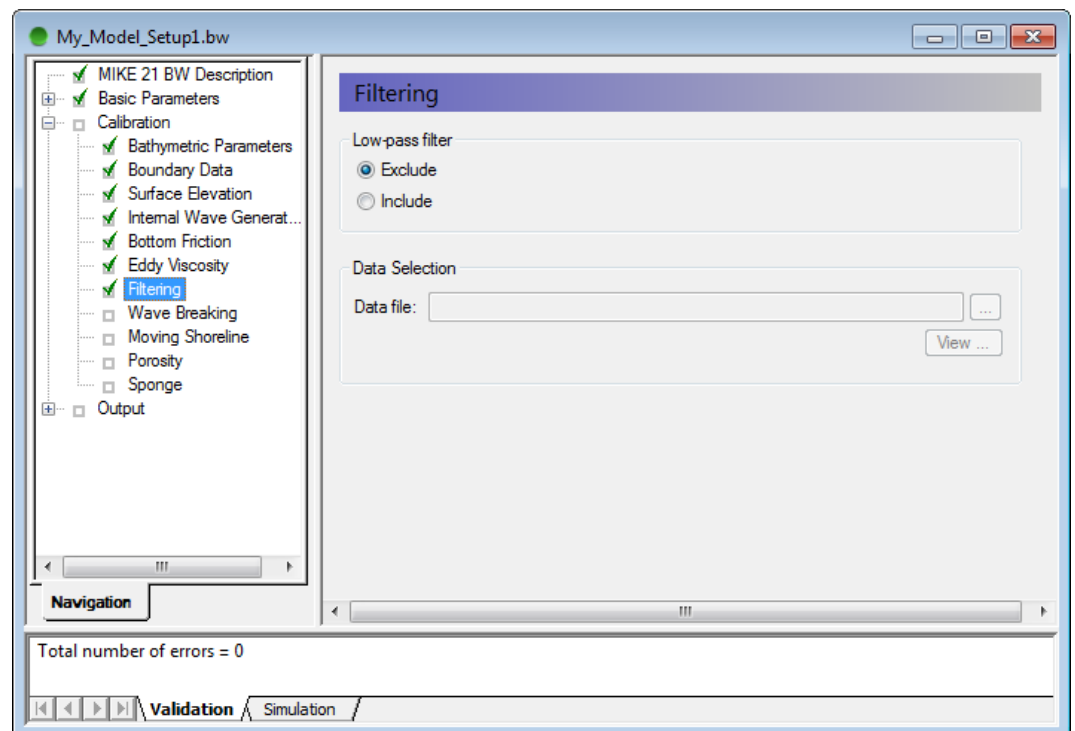 My_Model_Setup1.bw
MIKE 21 BW Description
Basic Parameters
Calibration
Bathymetric Parameters
Boundary Data
Surface Elevation
Internal Wave Generat...
Bottom Friction
Eddy Viscosity
Filtering
Wave Breaking
Moving Shoreline
Porosity
Sponge
Output
Navigation
Filtering
Low-pass filter
Exclude
Include
Data Selection
Data file:
...
View ...
Total number of errors = 0
Validation
Simulation